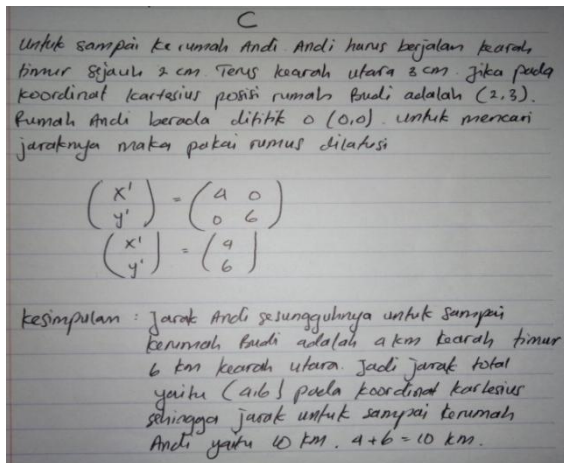 C
Untuk sampai ke rumah Andi. Andi harus berjalan kearah
timur sejauh 2 cm. Terus kearah utara 3 cm. Jika pada
koordinat kartesius posisi rumah Budi adalah (2,3).
Rumah Andi berada dititik 0 (0,0). untuk mencari
jaraknya maka pakai rumus dilatasi
(x' y') = (4 0 0 6)
(x' y') = (4 6)
kesimpulan : Jarak Andi sesungguhnya untuk sampai
kerumah Budi adalah 4 km kearah timur
6 km kearah utara. Jadi jarak total
yaitu (4,6) pada koordinat kartesius
sehingga jarak untuk sampai kerumah
Andi yaitu 10 km. 4 + 6 = 10 km.